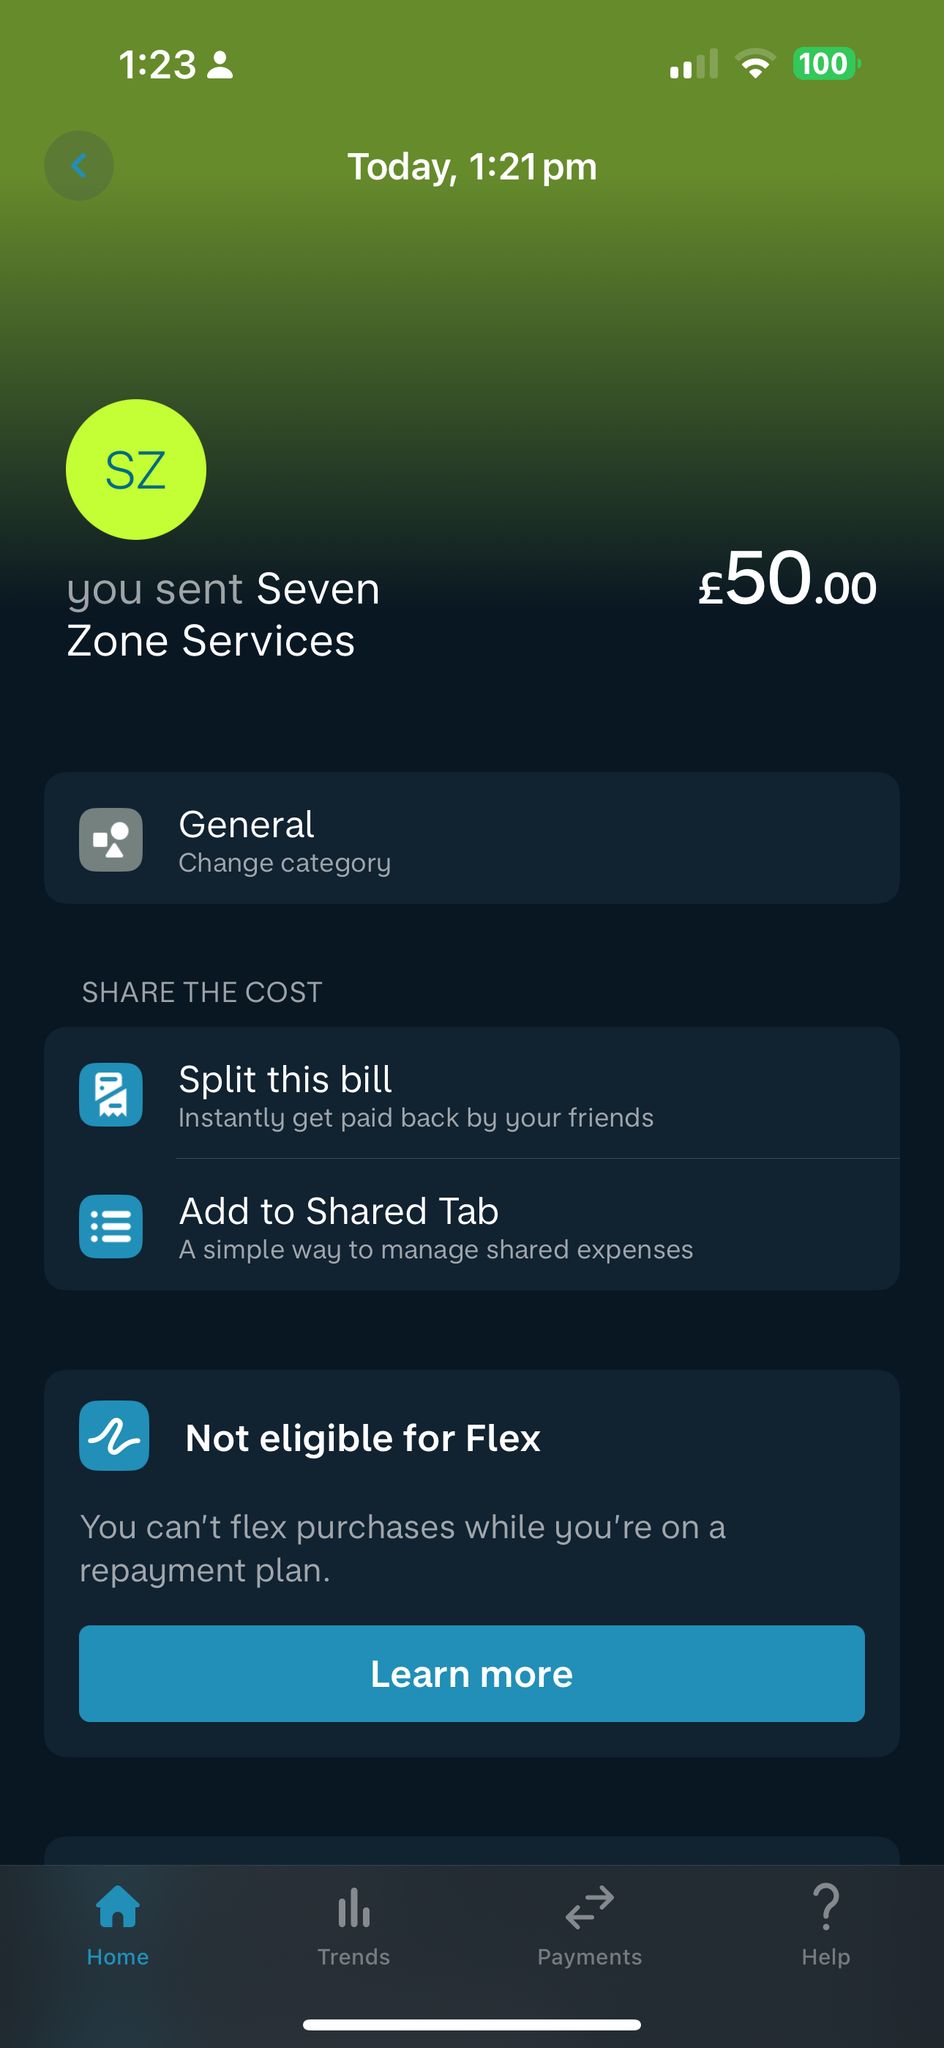 1:23
100
Today, 1:21pm
SZ
you sent Seven
Zone Services
£50.00
General
Change category
SHARE THE COST
Split this bill
Instantly get paid back by your friends
Add to Shared Tab
A simple way to manage shared expenses
Not eligible for Flex
You can't flex purchases while you're on a
repayment plan.
Learn more
Home
Trends
Payments
Help